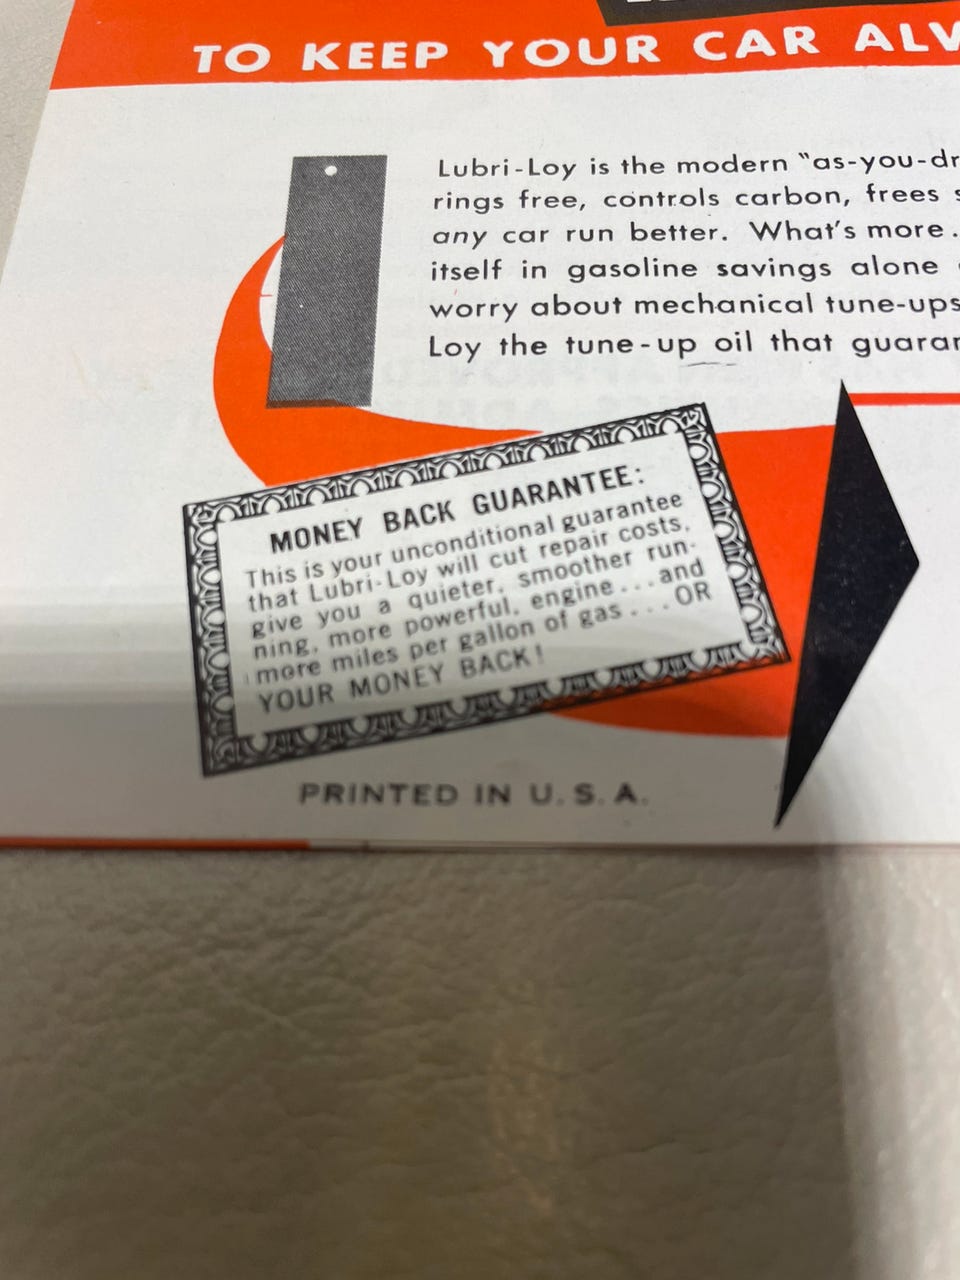 TO KEEP YOUR CAR ALW
Lubri-Loy is the modern "as-you-dr
rings free, controls carbon, frees s
any car run better. What's more.
itself in gasoline savings alone
worry about mechanical tune-ups
Loy the tune-up oil that guaran
MONEY BACK GUARANTEE:
This is your unconditional guarantee
that Lubri-Loy will cut repair costs,
give you a quieter, smoother run-
ning, more powerful, engine...and
more miles per gallon of gas...OR
YOUR MONEY BACK!
PRINTED IN U.S.A.